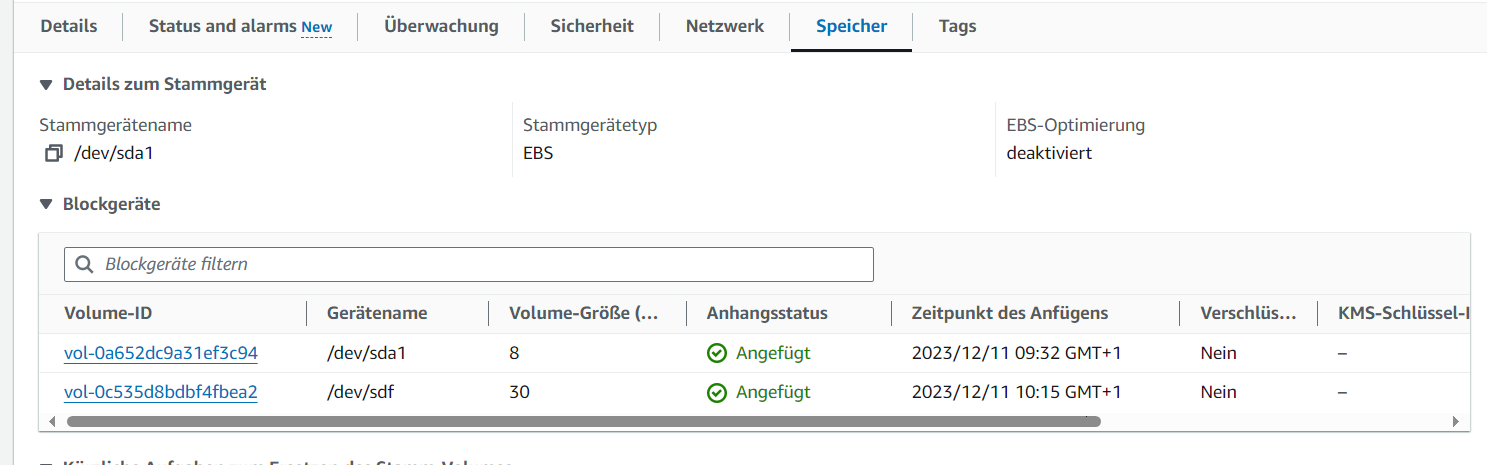 Details Status and alarms New Überwachung Sicherheit Netzwerk Speicher Tags
Details zum Stammgerät
Stammgerätename Stammgerätetyp EBS-Optimierung
/dev/sda1 EBS deaktiviert
Blockgeräte
Blockgeräte filtern
Volume-ID Gerätename Volume-Größe (... Anhangsstatus Zeitpunkt des Anfügens Verschlüs... KMS-Schlüssel-I
vol-0a652dc9a31ef3c94 /dev/sda1 8 Angefügt 2023/12/11 09:32 GMT+1 Nein –
vol-0c535d8bdbf4fbea2 /dev/sdf 30 Angefügt 2023/12/11 10:15 GMT+1 Nein –